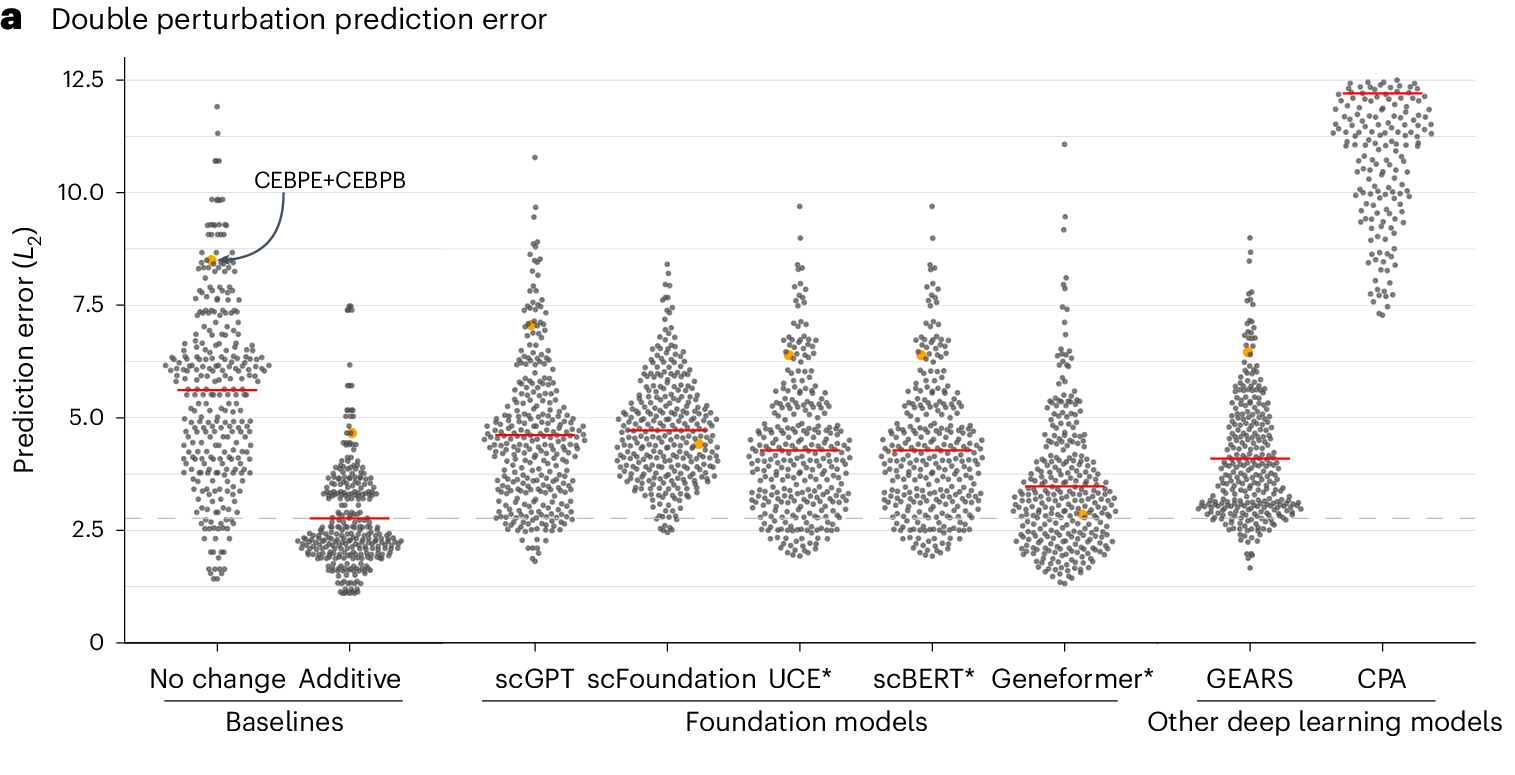 a Double perturbation prediction error
12.5
10.0
7.5
5.0
2.5
0
Prediction error (L2)
CEBPE+CEBPB
No change Additive scGPT scFoundation UCE* scBERT* Geneformer* GEARS CPA
Baselines Foundation models Other deep learning models